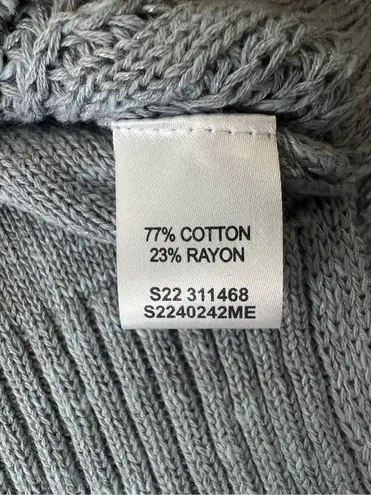 77% COTTON
23% RAYON
S22 311468
S2240242ME